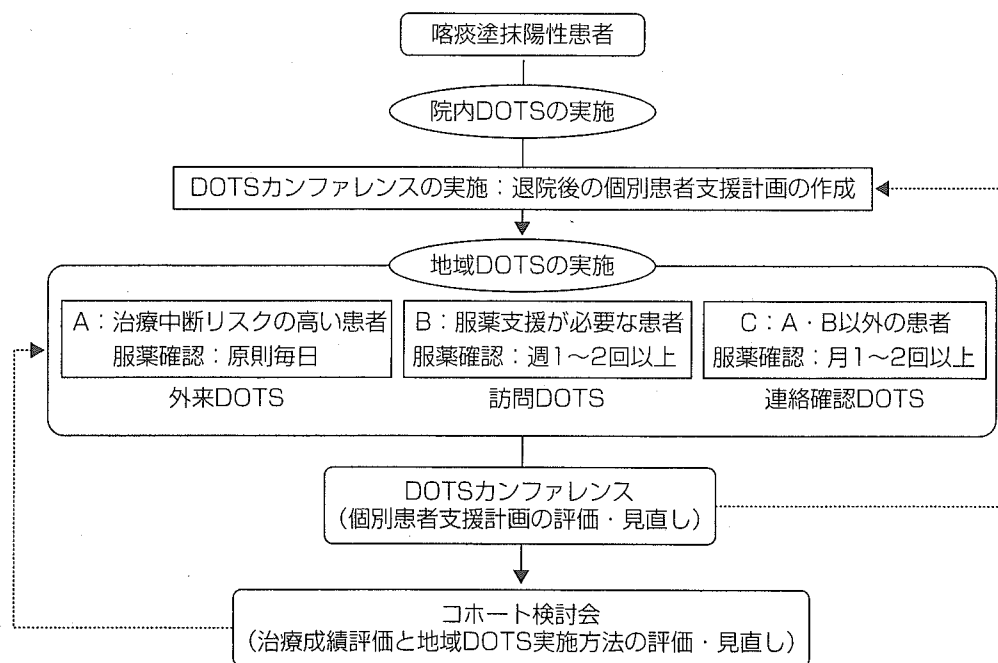 喀痰塗抹陽性患者
院内DOTSの実施
DOTSカンファレンスの実施：退院後の個別患者支援計画の作成
地域DOTSの実施
A：治療中断リスクの高い患者
服薬確認：原則毎日
外来DOTS
B：服薬支援が必要な患者
服薬確認：週1～2回以上
訪問DOTS
C：A・B以外の患者
服薬確認：月1～2回以上
連絡確認DOTS
DOTSカンファレンス
（個別患者支援計画の評価・見直し）
コホート検討会
（治療成績評価と地域DOTS実施方法の評価・見直し）